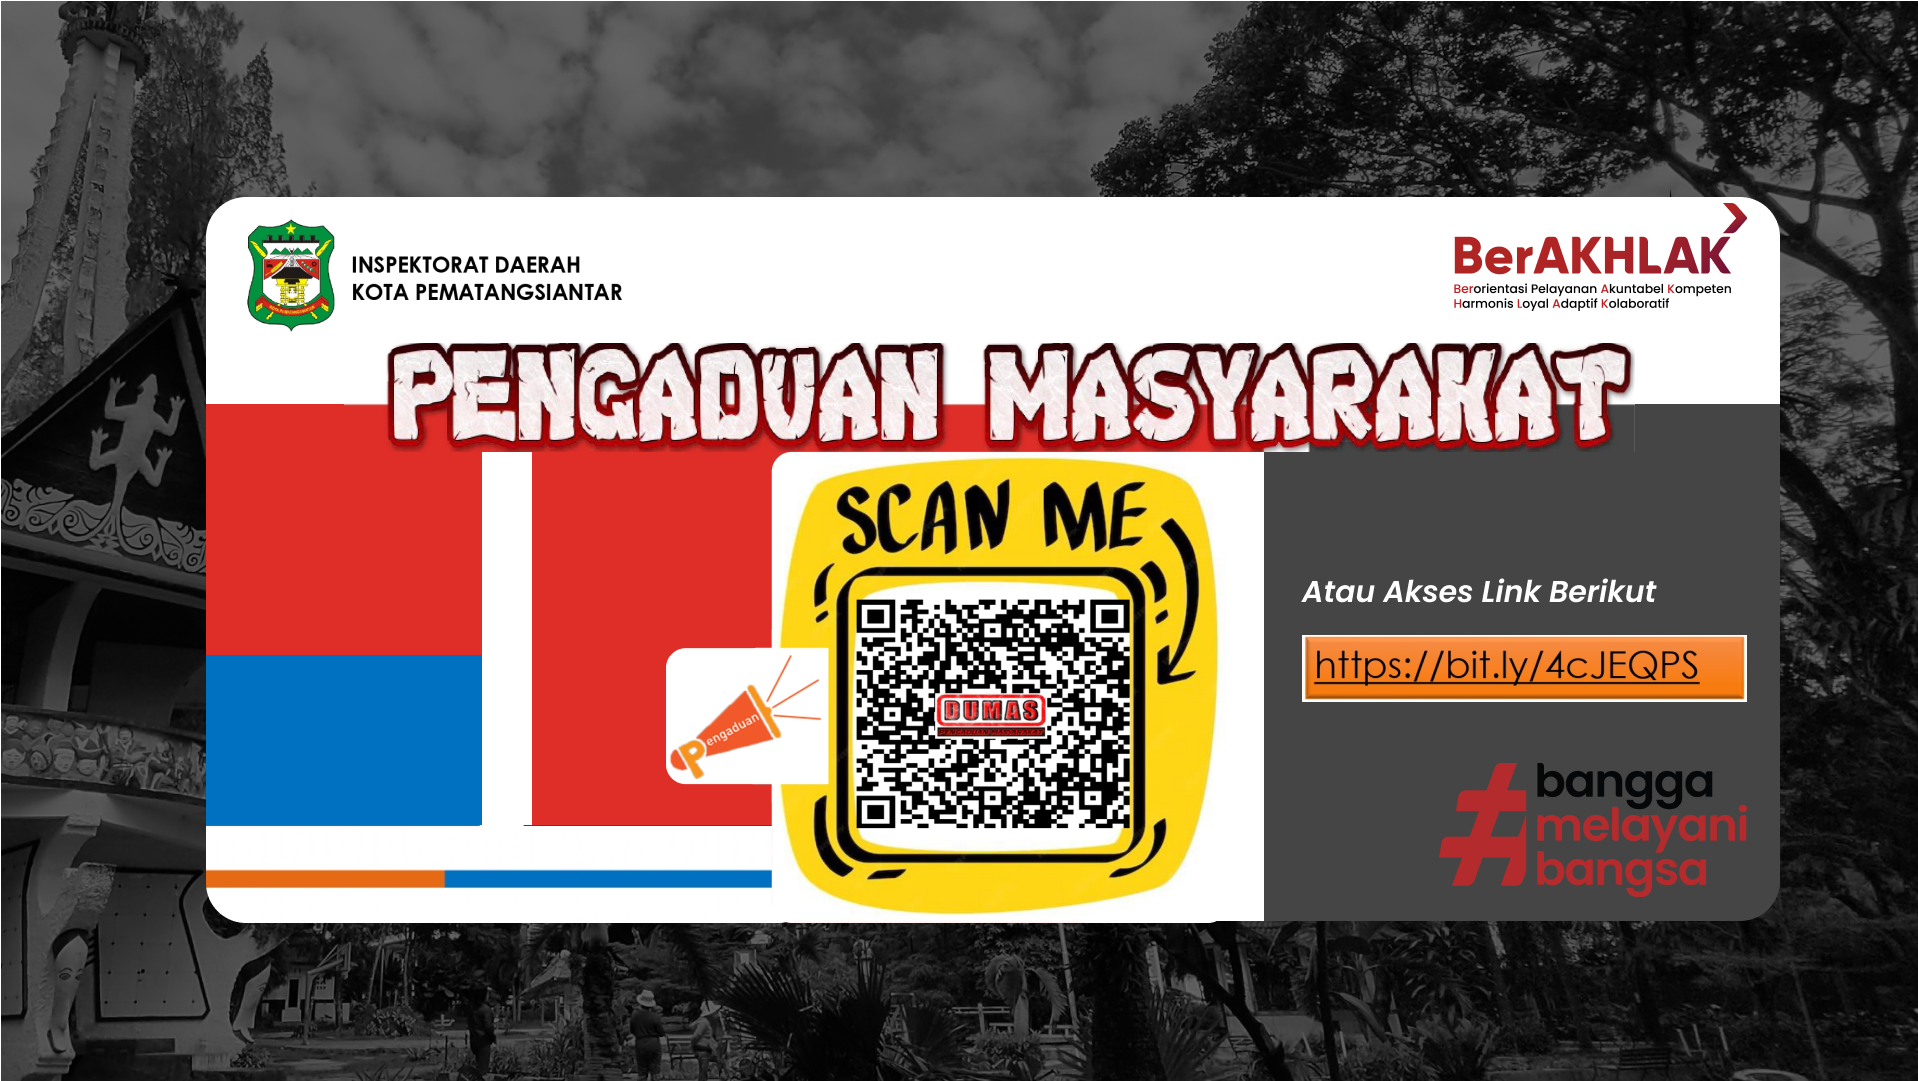 INSPEKTORAT DAERAH
KOTA PEMATANGSIANTAR
BerAKHLAK
Berorientasi Pelayanan Akuntabel Kompeten
Harmonis Loyal Adaptif Kolaboratif
PENGADUAN MASYARAKAT
SCAN ME
DUMAS
Pengaduan
Atau Akses Link Berikut
https://bit.ly/4cJEQPS
#bangga
melayani
bangsa